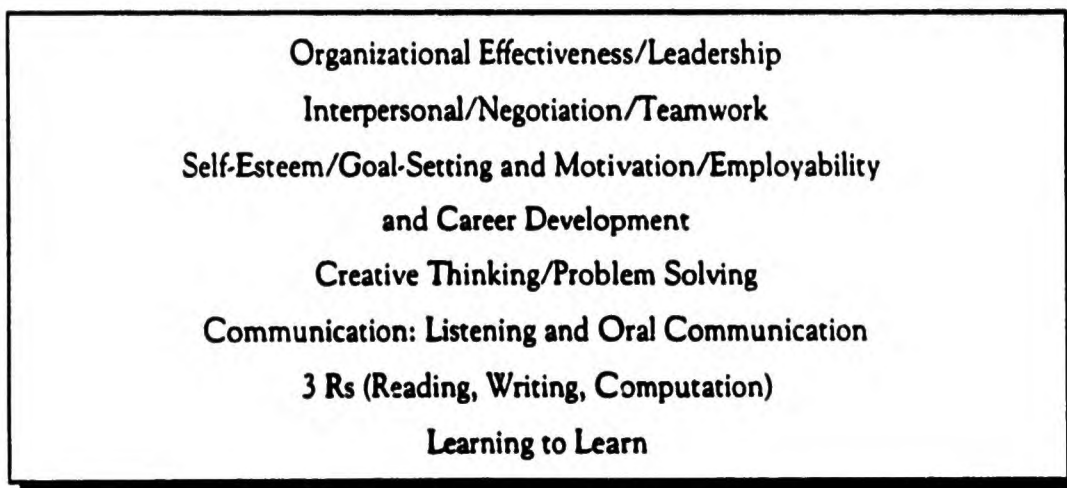 Organizational Effectiveness/Leadership
Interpersonal/Negotiation/Teamwork
Self-Esteem/Goal-Setting and Motivation/Employability
and Career Development
Creative Thinking/Problem Solving
Communication: Listening and Oral Communication
3 Rs (Reading, Writing, Computation)
Learning to Learn